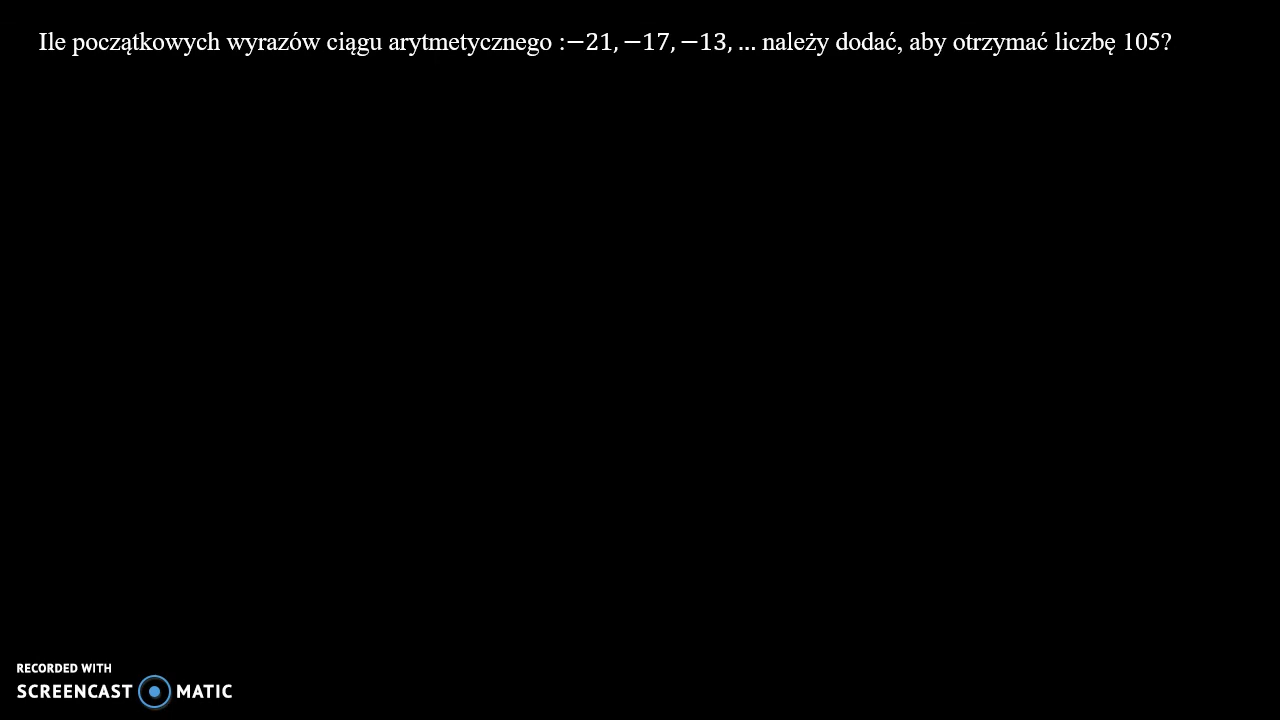 Ile początkowych wyrazów ciągu arytmetycznego :−21, −17, −13, … należy dodać, aby otrzymać liczbę 105?
RECORDED WITH
SCREENCAST MATIC